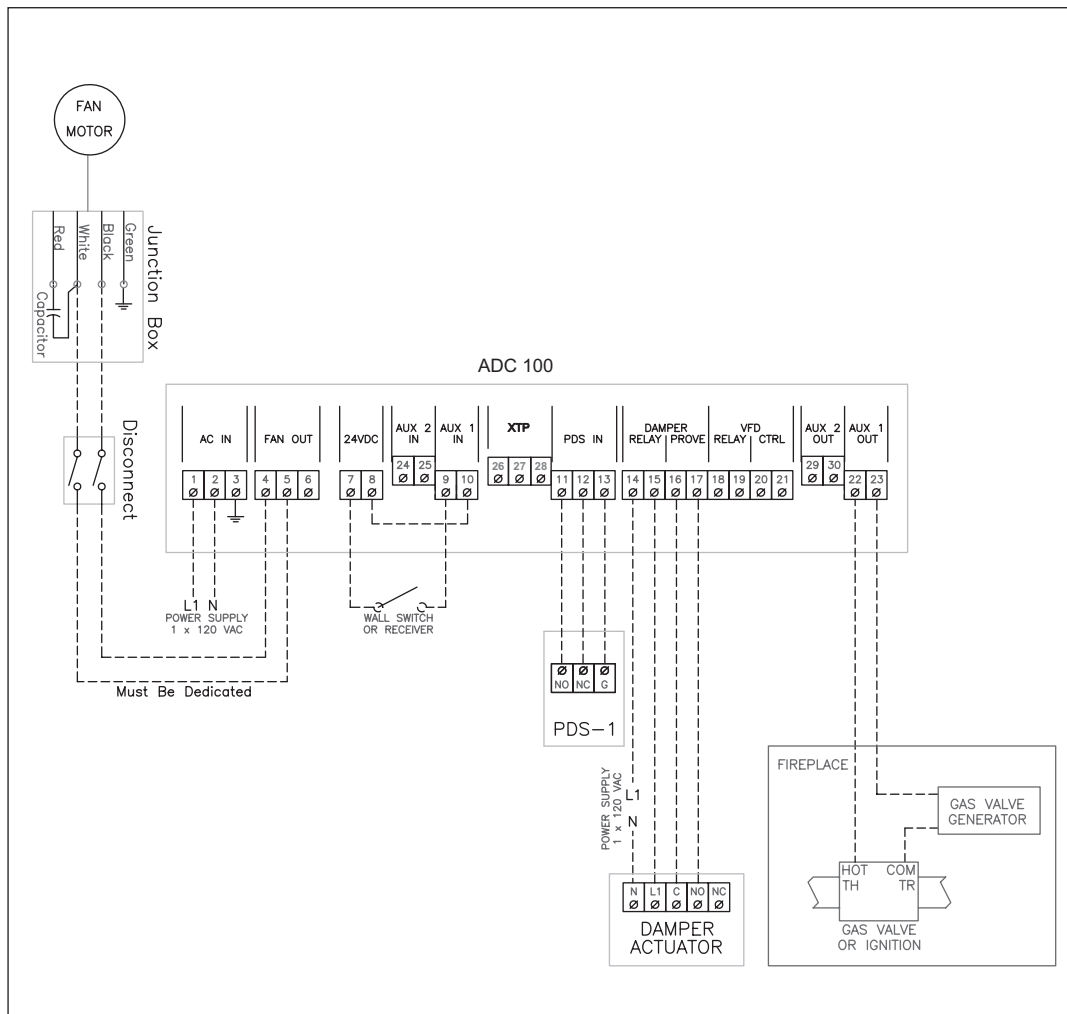 FAN
MOTOR
Red
White
Black
Green
Capacitor
Junction Box
Disconnect
ADC 100
AC IN
FAN OUT
24VDC
AUX 2
IN
AUX 1
IN
XTP
PDS IN
DAMPER
RELAY PROVE
VFD
RELAY CTRL
AUX 2
OUT
AUX 1
OUT
1 2 3 4 5 6 7 8 24 25 9 10 26 27 28 11 12 13 14 15 16 17 18 19 20 21 29 30 22 23
L1 N
POWER SUPPLY
1 x 120 VAC
WALL SWITCH
OR RECEIVER
Must Be Dedicated
NO NC G
PDS-1
POWER SUPPLY
1 x 120 VAC
L1
N
N L1 C NO NC
DAMPER
ACTUATOR
FIREPLACE
GAS VALVE
GENERATOR
HOT COM
TH TR
GAS VALVE
OR IGNITION